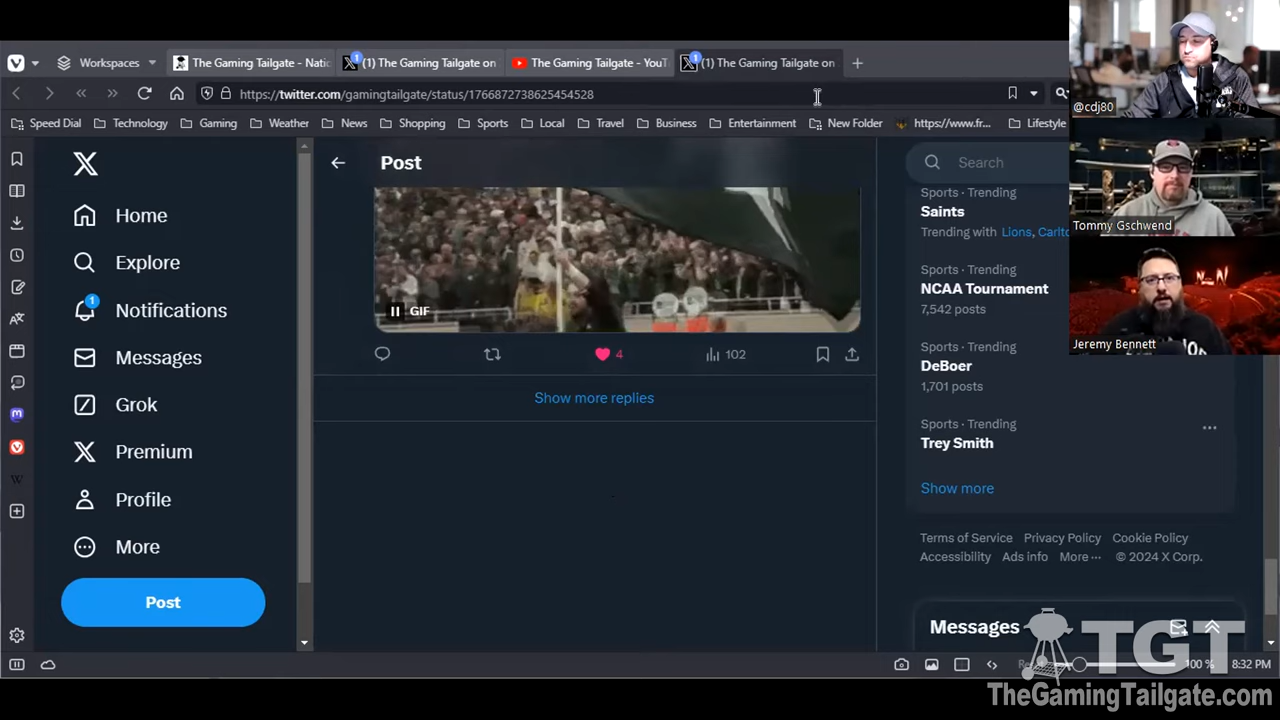 Workspaces
The Gaming Tailgate - Natic
(1) The Gaming Tailgate on
The Gaming Tailgate - YouT
(1) The Gaming Tailgate on
https://twitter.com/gamingtailgate/status/1766872738625454528
Speed Dial
Technology
Gaming
Weather
News
Shopping
Sports
Local
Travel
Business
Entertainment
New Folder
https://www.fr...
Lifestyle
@cdj80
Tommy Gschwend
Jeremy Bennett
Home
Explore
1
Notifications
Messages
Grok
Premium
Profile
More
Post
Post
GIF
4
102
Show more replies
Search
Sports · Trending
Saints
Trending with Lions,
Sports · Trending
NCAA Tournament
7,542 posts
Sports · Trending
DeBoer
1,701 posts
Sports · Trending
Trey Smith
Show more
Terms of Service Privacy Policy Cookie Policy
Accessibility Ads info More ··· © 2024 X Corp.
Messages
100 %
8:32 PM
TGT
TheGamingTailgate.com